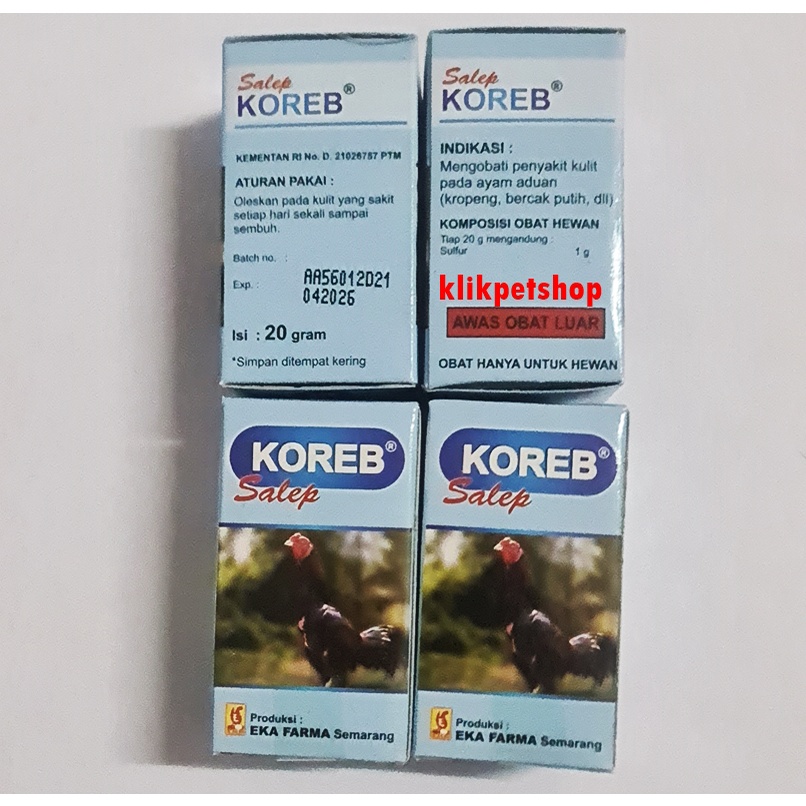 Salep
KOREB®
KEMENTAN RI No. D. 21026787 PTM
ATURAN PAKAI :
Oleskan pada kulit yang sakit
setiap hari sekali sampai
sembuh.
Batch no. :
Exp. :
AA56012D21
042026
Isi : 20 gram
*Simpan ditempat kering
Salep
KOREB®
INDIKASI :
Mengobati penyakit kulit
pada ayam aduan
(kropeng, bercak putih, dll)
KOMPOSISI OBAT HEWAN
Tiap 20 g mengandung :
Sulfur 1 g
klikpetshop
AWAS OBAT LUAR
OBAT HANYA UNTUK HEWAN
KOREB®
Salep
Produksi :
EKA FARMA Semarang
KOREB®
Salep
Produksi :
EKA FARMA Semarang